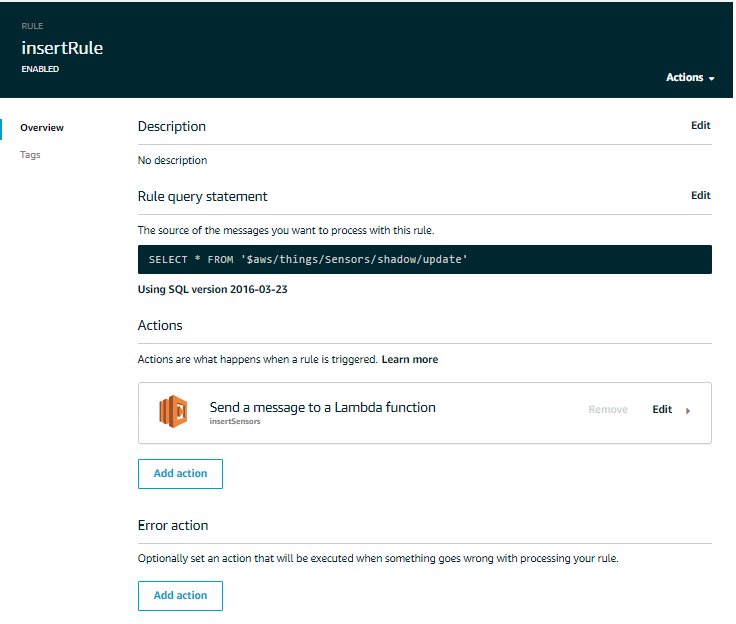 RULE
insertRule
ENABLED
Actions
Overview
Tags
Description
Edit
No description
Rule query statement
Edit
The source of the messages you want to process with this rule.
SELECT * FROM '$aws/things/Sensors/shadow/update'
Using SQL version 2016-03-23
Actions
Actions are what happens when a rule is triggered. Learn more
Send a message to a Lambda function
insertSensors
Remove
Edit
Add action
Error action
Optionally set an action that will be executed when something goes wrong with processing your rule.
Add action